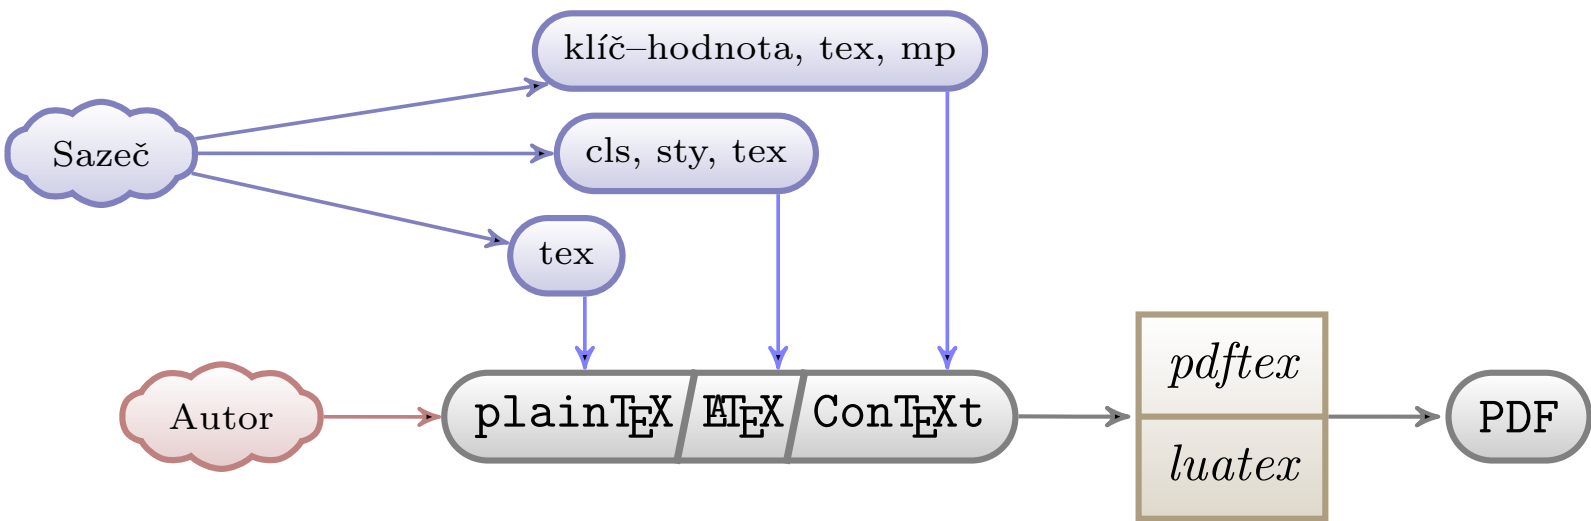 klíč–hodnota, tex, mp
Sazeč
cls, sty, tex
tex
Autor
plainTEX
LATEX
ConTEXt
pdftex
luatex
PDF